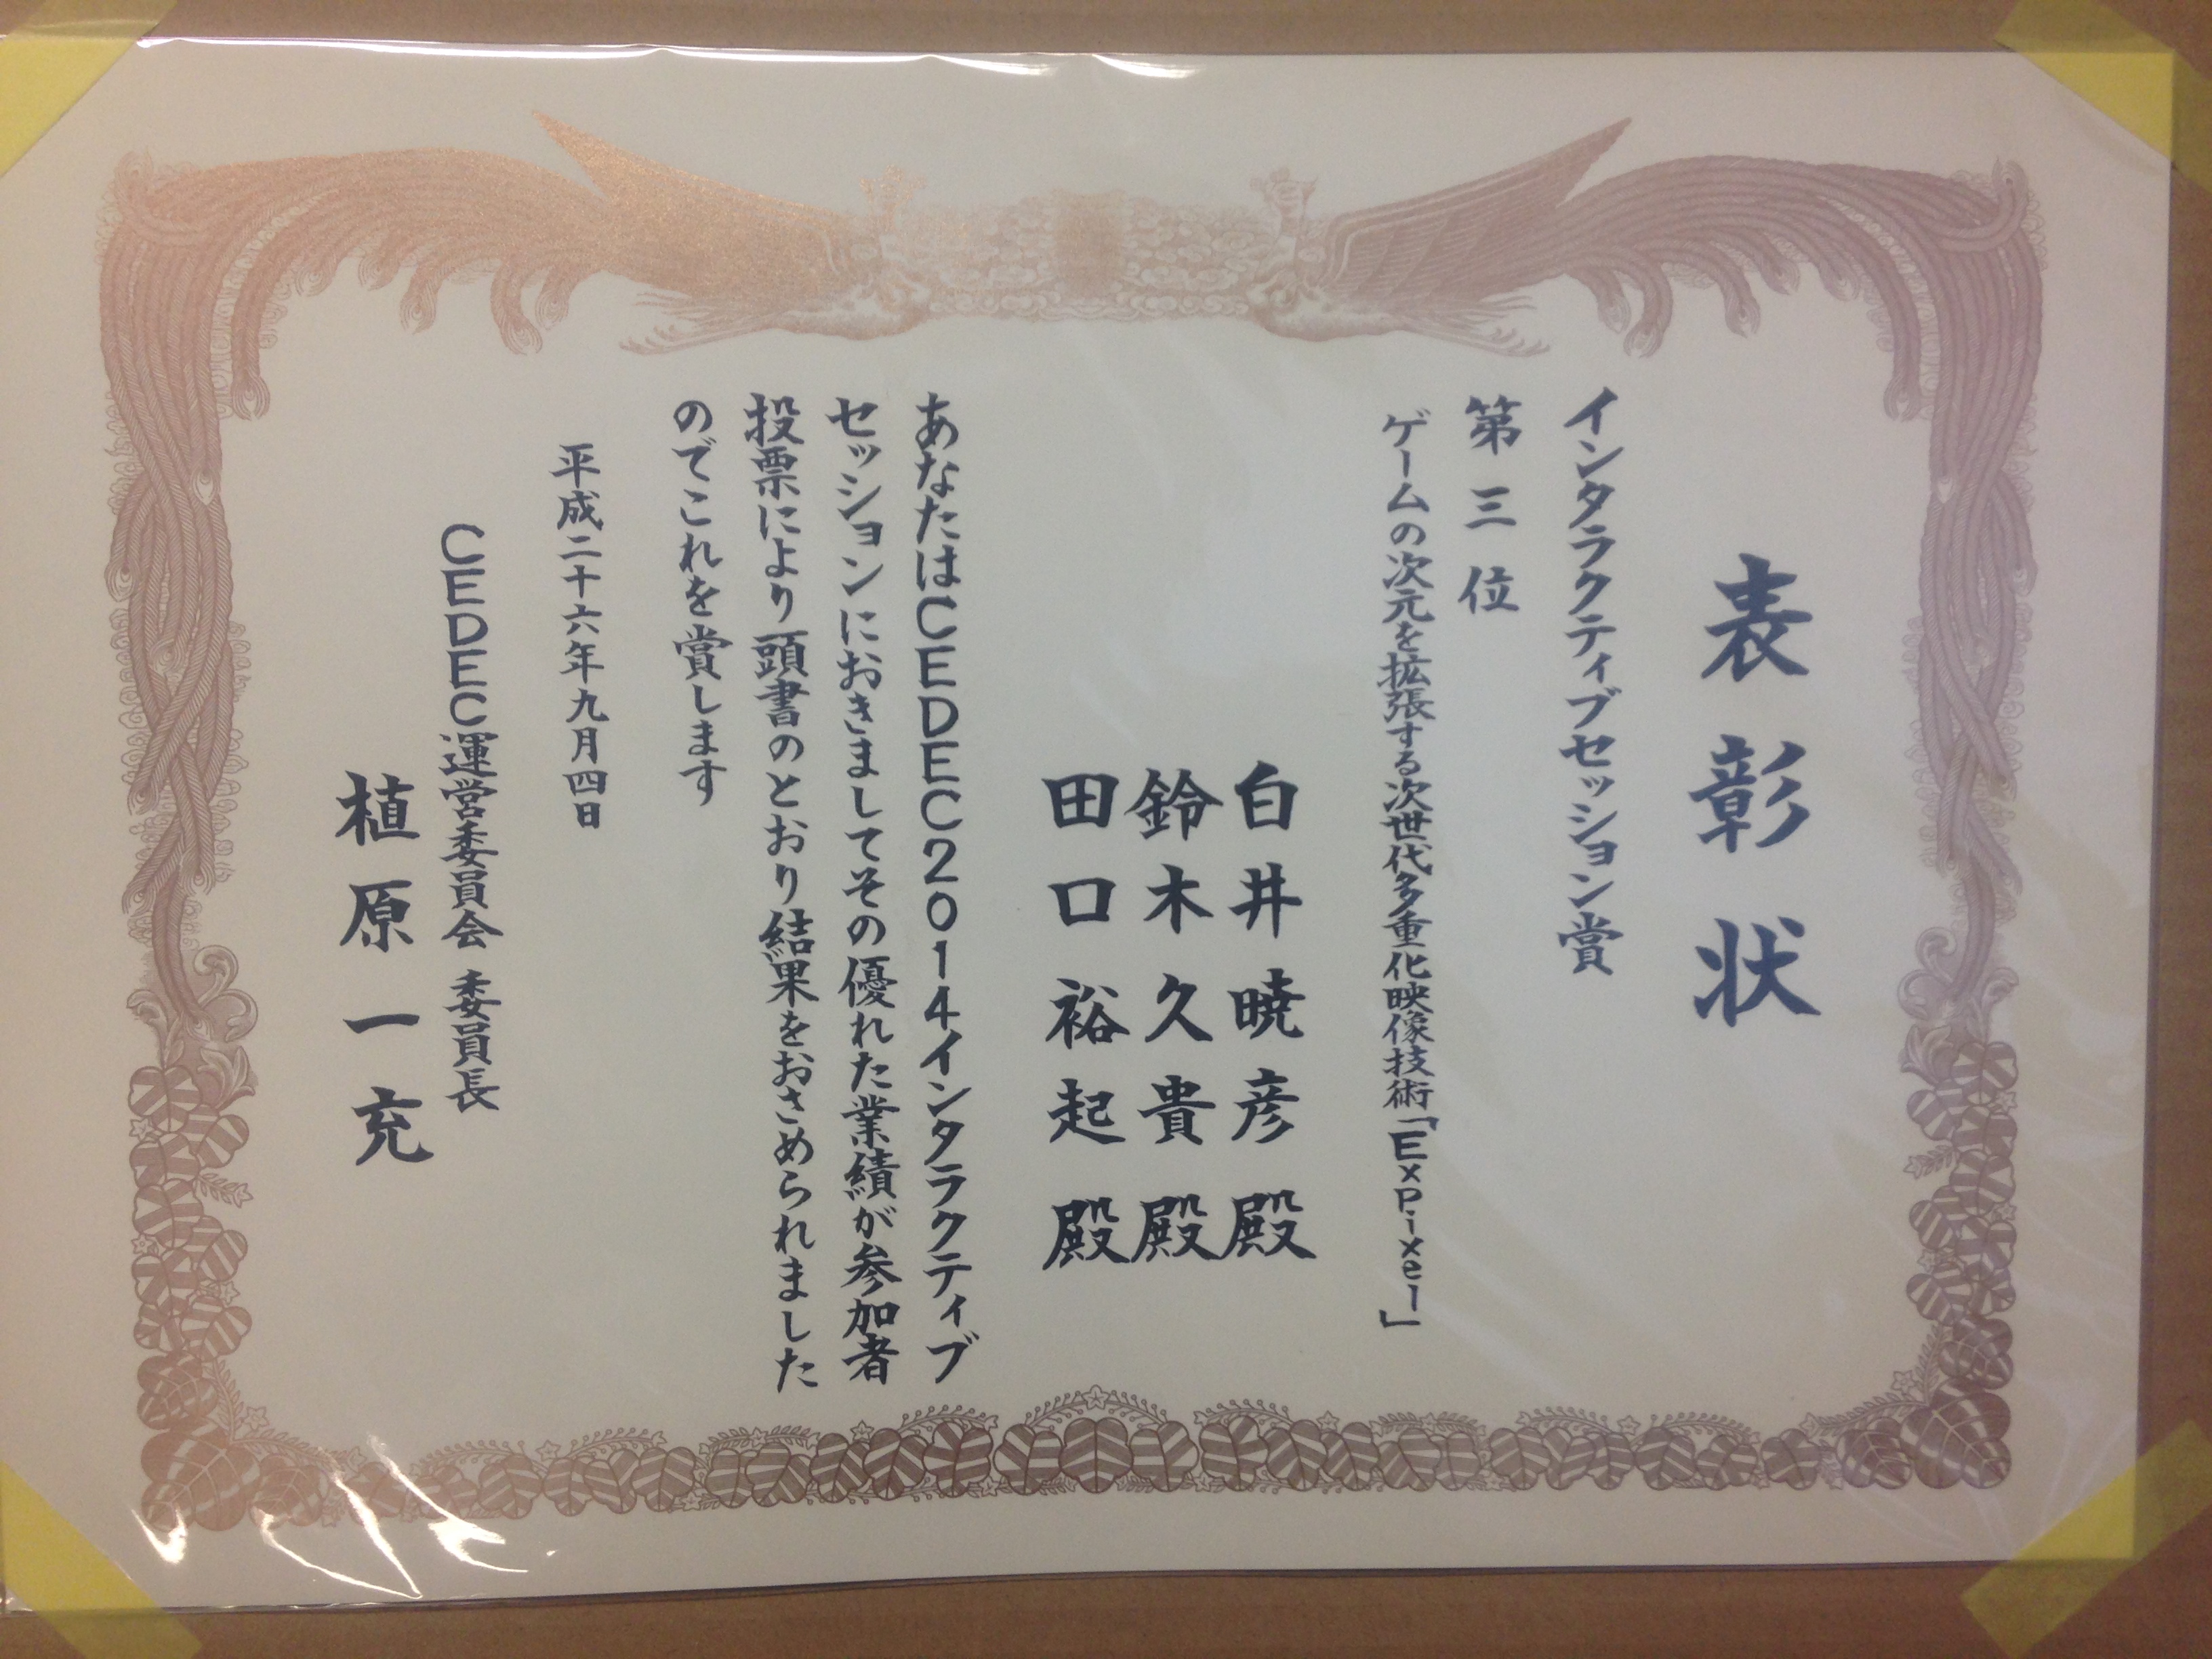 表彰状
インタラクティブセッション賞
第三位
ゲームの次元を拡張する次世代多重化映像技術「ExPixel」
白井暁彦殿
鈴木久貴殿
田口裕起殿
あなたはCEDEC2014インタラクティブ
セッションにおきましてその優れた業績が参加者
投票により頭書のとおり結果をおさめられました
のでこれを賞します
平成二十六年九月四日
CEDEC運営委員会 委員長
植原一充